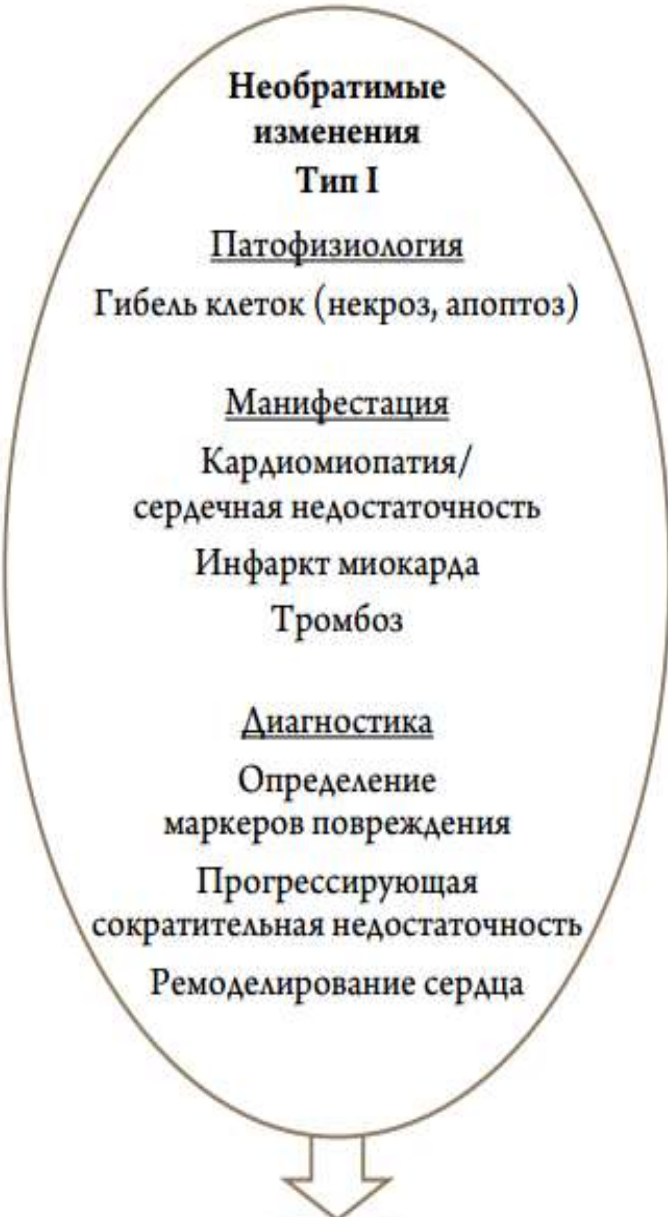 Необратимые
изменения
Тип I
Патофизиология
Гибель клеток (некроз, апоптоз)
Манифестация
Кардиомиопатия/
сердечная недостаточность
Инфаркт миокарда
Тромбоз
Диагностика
Определение
маркеров повреждения
Прогрессирующая
сократительная недостаточность
Ремоделирование сердца